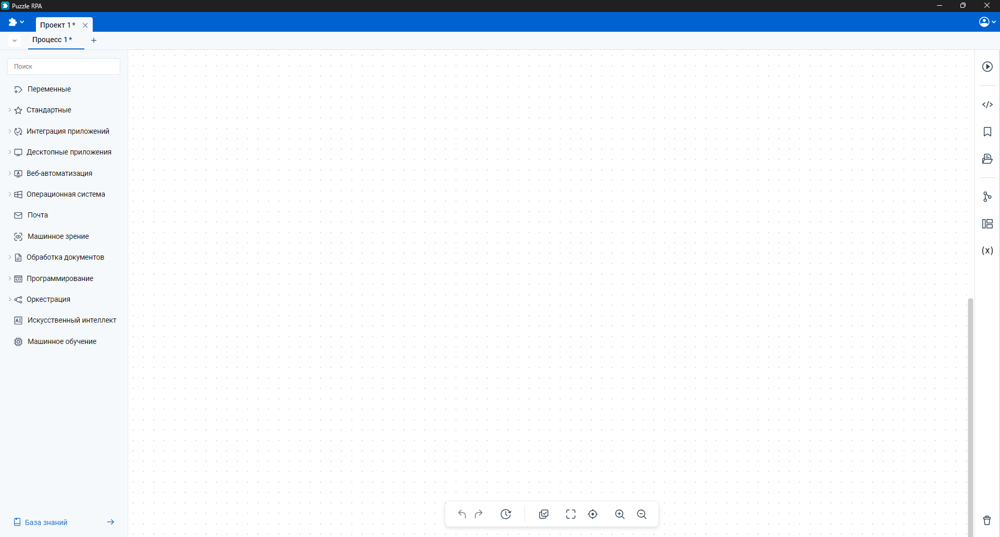 Puzzle RPA
Проект 1*
Процесс 1*
Поиск
Переменные
Стандартные
Интеграция приложений
Десктопные приложения
Веб-автоматизация
Операционная система
Почта
Машинное зрение
Обработка документов
Программирование
Оркестрация
AI Искусственный интеллект
Машинное обучение
База знаний
</>
(x)